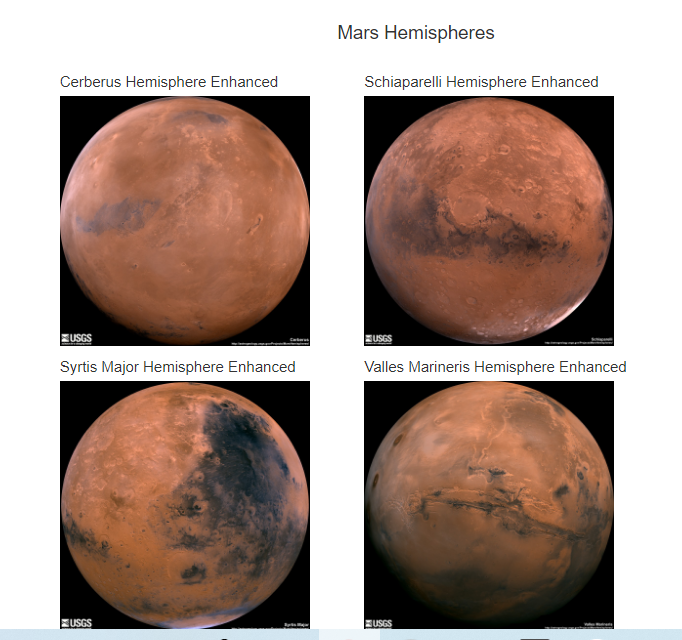 Mars Hemispheres
Cerberus Hemisphere Enhanced
Schiaparelli Hemisphere Enhanced
USGS
Cerberus
USGS
Schiaparelli
Syrtis Major Hemisphere Enhanced
Valles Marineris Hemisphere Enhanced
USGS
Syrtis Major
USGS
Valles Marineris